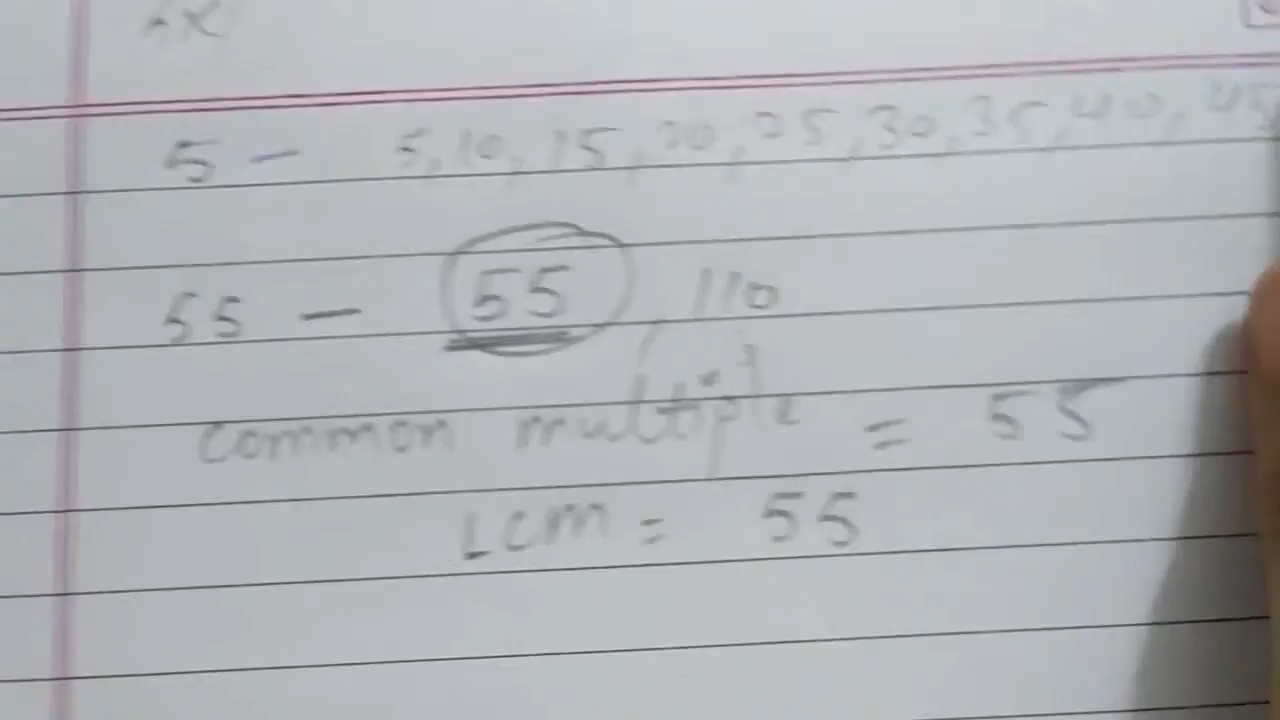 5 - 5, 10, 15, 20, 25, 30, 35, 40, 45
55 - 55, 110
common multiple = 55
LCM = 55